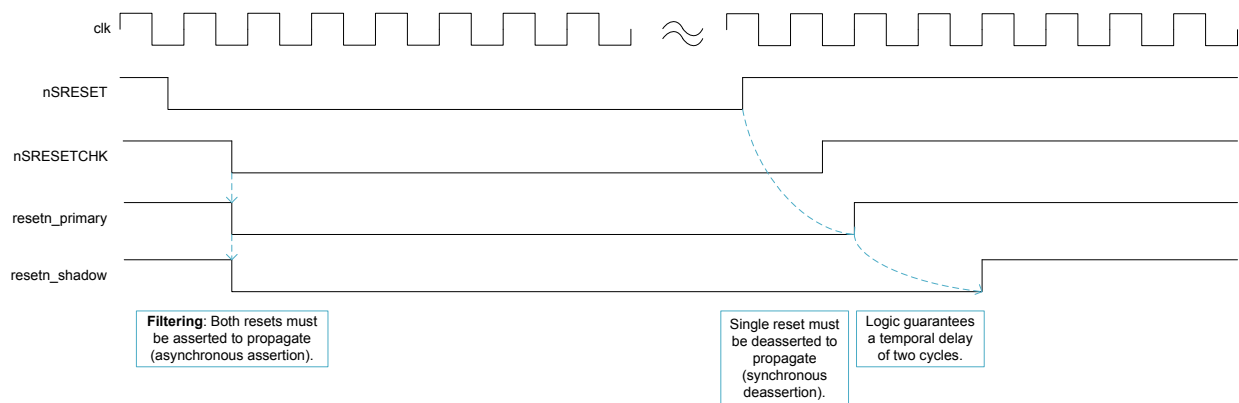 clk
nSRESET
nSRESETCHK
resetn_primary
resetn_shadow
Filtering: Both resets must
be asserted to propagate
(asynchronous assertion).
Single reset must
be deasserted to
propagate
(synchronous
deassertion).
Logic guarantees
a temporal delay
of two cycles.